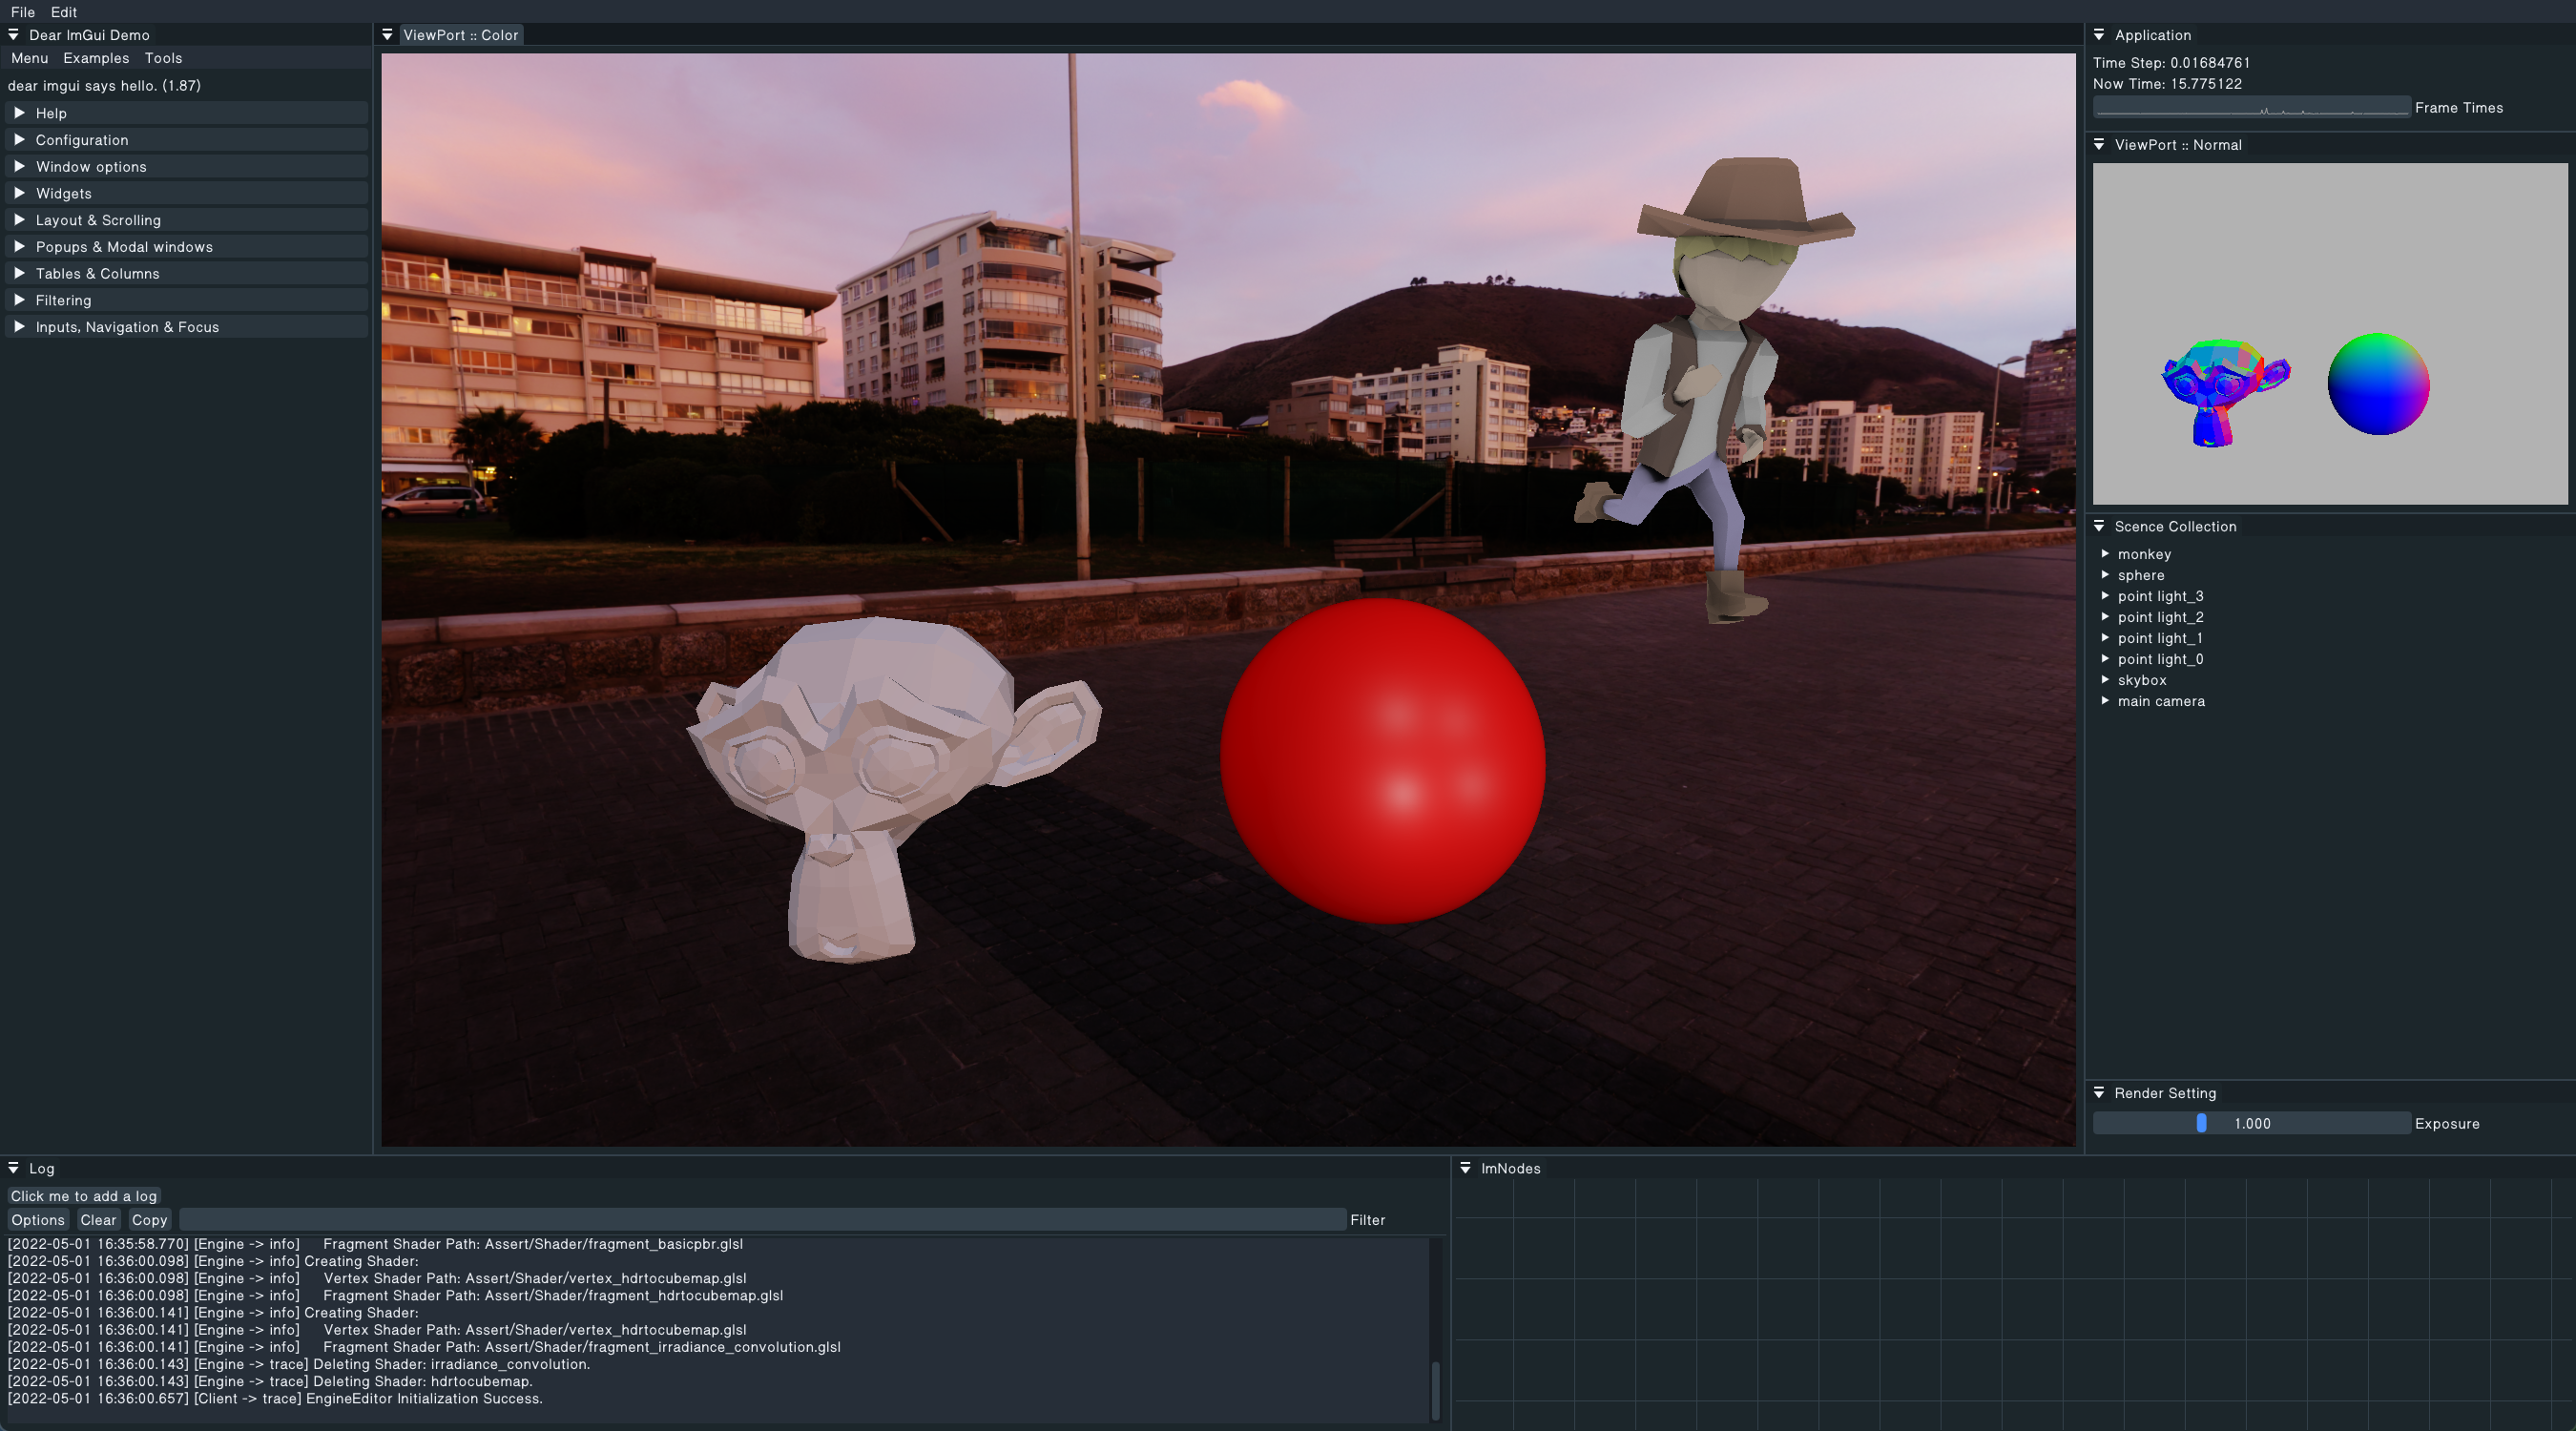 File Edit
Dear ImGui Demo
Menu Examples Tools
dear imgui says hello. (1.87)
Help
Configuration
Window options
Widgets
Layout & Scrolling
Popups & Modal windows
Tables & Columns
Filtering
Inputs, Navigation & Focus
ViewPort :: Color
Application
Time Step: 0.01684761
Now Time: 15.775122
Frame Times
ViewPort :: Normal
Scence Collection
monkey
sphere
point light_3
point light_2
point light_1
point light_0
skybox
main camera
Render Setting
1.000 Exposure
Log
Click me to add a log
Options Clear Copy Filter
[2022-05-01 16:35:58.770] [Engine -> info] Fragment Shader Path: Assert/Shader/fragment_basicpbr.glsl
[2022-05-01 16:36:00.098] [Engine -> info] Creating Shader:
[2022-05-01 16:36:00.098] [Engine -> info] Vertex Shader Path: Assert/Shader/vertex_hdrtocubemap.glsl
[2022-05-01 16:36:00.098] [Engine -> info] Fragment Shader Path: Assert/Shader/fragment_hdrtocubemap.glsl
[2022-05-01 16:36:00.141] [Engine -> info] Creating Shader:
[2022-05-01 16:36:00.141] [Engine -> info] Vertex Shader Path: Assert/Shader/vertex_hdrtocubemap.glsl
[2022-05-01 16:36:00.141] [Engine -> info] Fragment Shader Path: Assert/Shader/fragment_irradiance_convolution.glsl
[2022-05-01 16:36:00.143] [Engine -> trace] Deleting Shader: irradiance_convolution.
[2022-05-01 16:36:00.143] [Engine -> trace] Deleting Shader: hdrtocubemap.
[2022-05-01 16:36:00.657] [Client -> trace] EngineEditor Initialization Success.
ImNodes